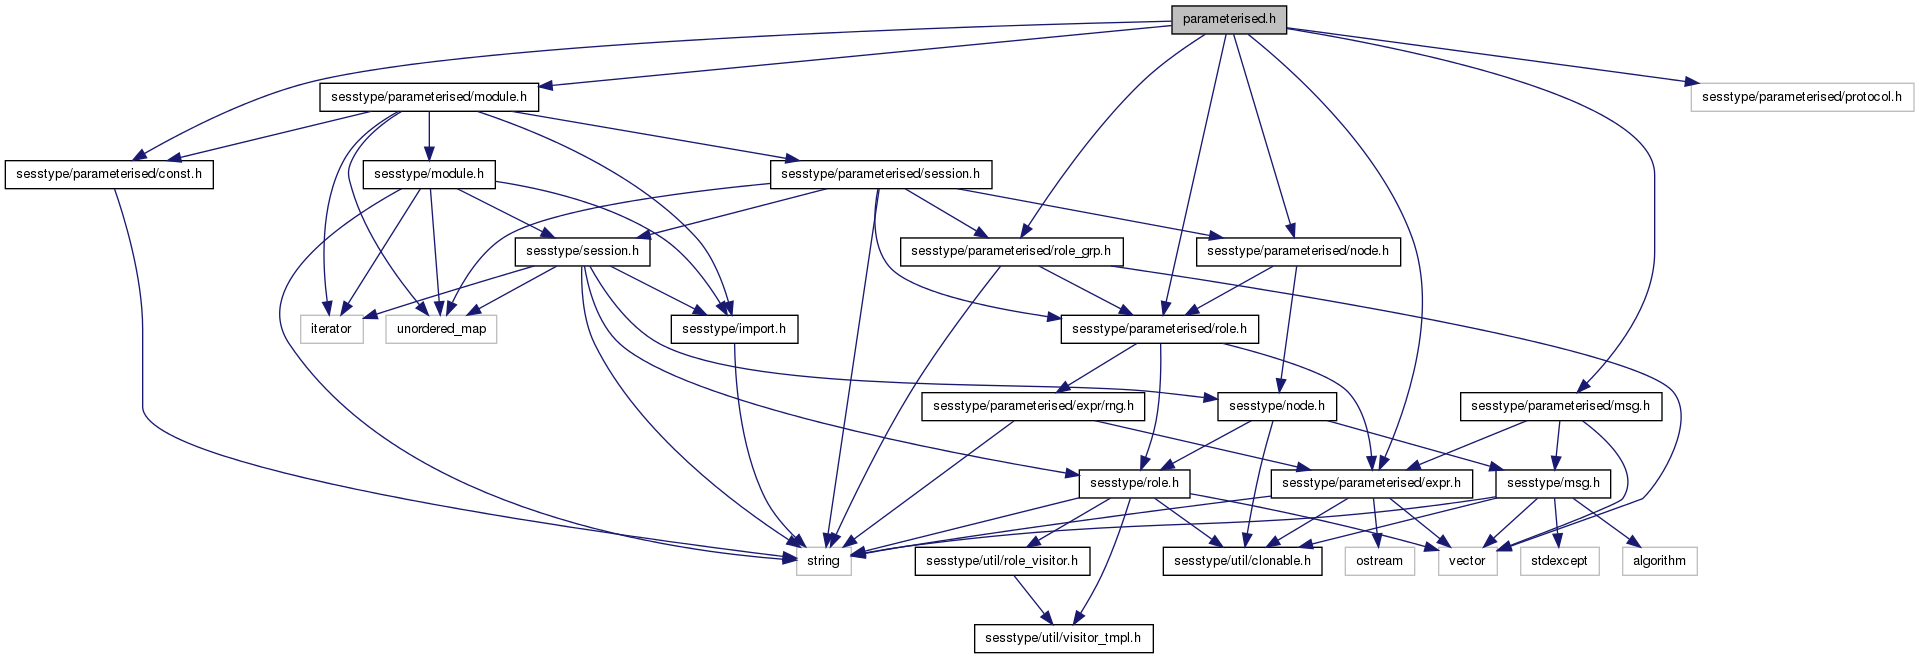 parameterised.h
sesstype/parameterised/module.h
sesstype/parameterised/protocol.h
sesstype/parameterised/const.h
sesstype/module.h
sesstype/parameterised/session.h
sesstype/session.h
sesstype/parameterised/role_grp.h
sesstype/parameterised/node.h
iterator
unordered_map
sesstype/import.h
sesstype/parameterised/role.h
sesstype/parameterised/expr/rng.h
sesstype/node.h
sesstype/parameterised/msg.h
sesstype/role.h
sesstype/parameterised/expr.h
sesstype/msg.h
string
sesstype/util/role_visitor.h
sesstype/util/clonable.h
ostream
vector
stdexcept
algorithm
sesstype/util/visitor_tmpl.h